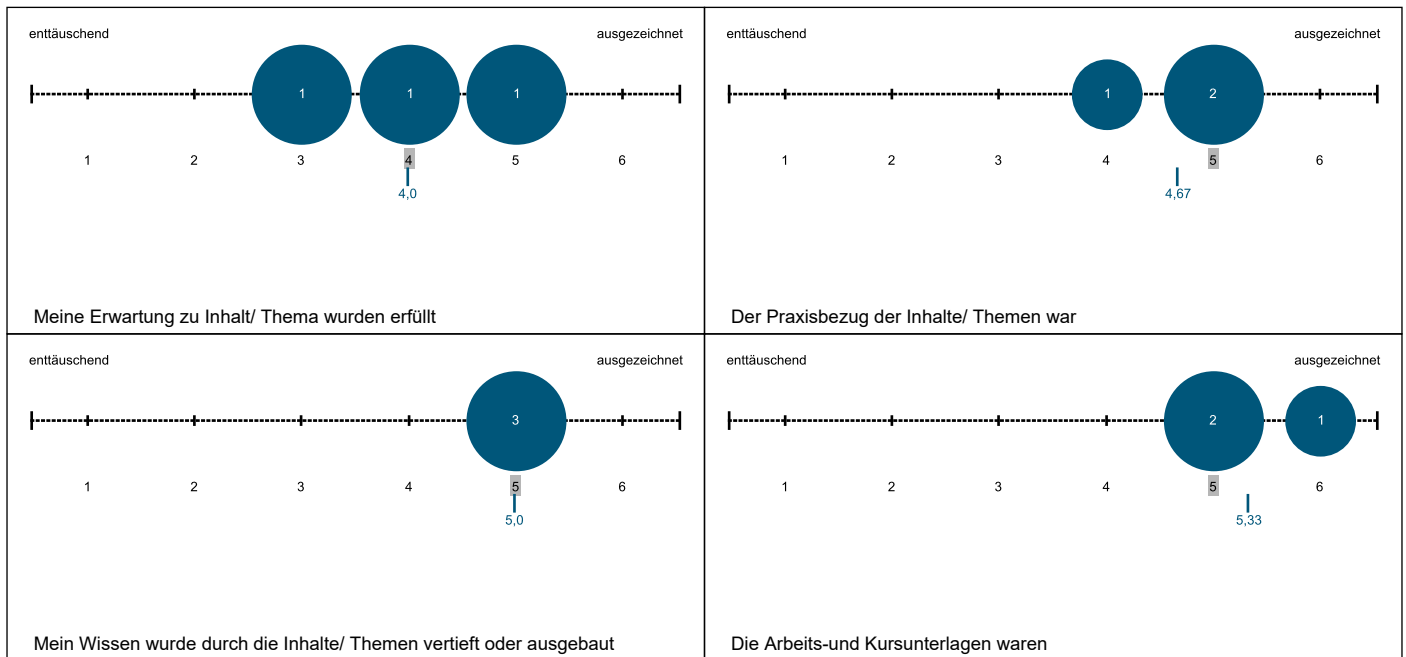 enttäuschend ausgezeichnet
1 1 1
1 2 3 4 5 6
4,0
Meine Erwartung zu Inhalt/ Thema wurden erfüllt
enttäuschend ausgezeichnet
1 2
1 2 3 4 5 6
4,67
Der Praxisbezug der Inhalte/ Themen war
enttäuschend ausgezeichnet
3
1 2 3 4 5 6
5,0
Mein Wissen wurde durch die Inhalte/ Themen vertieft oder ausgebaut
enttäuschend ausgezeichnet
2 1
1 2 3 4 5 6
5,33
Die Arbeits-und Kursunterlagen waren